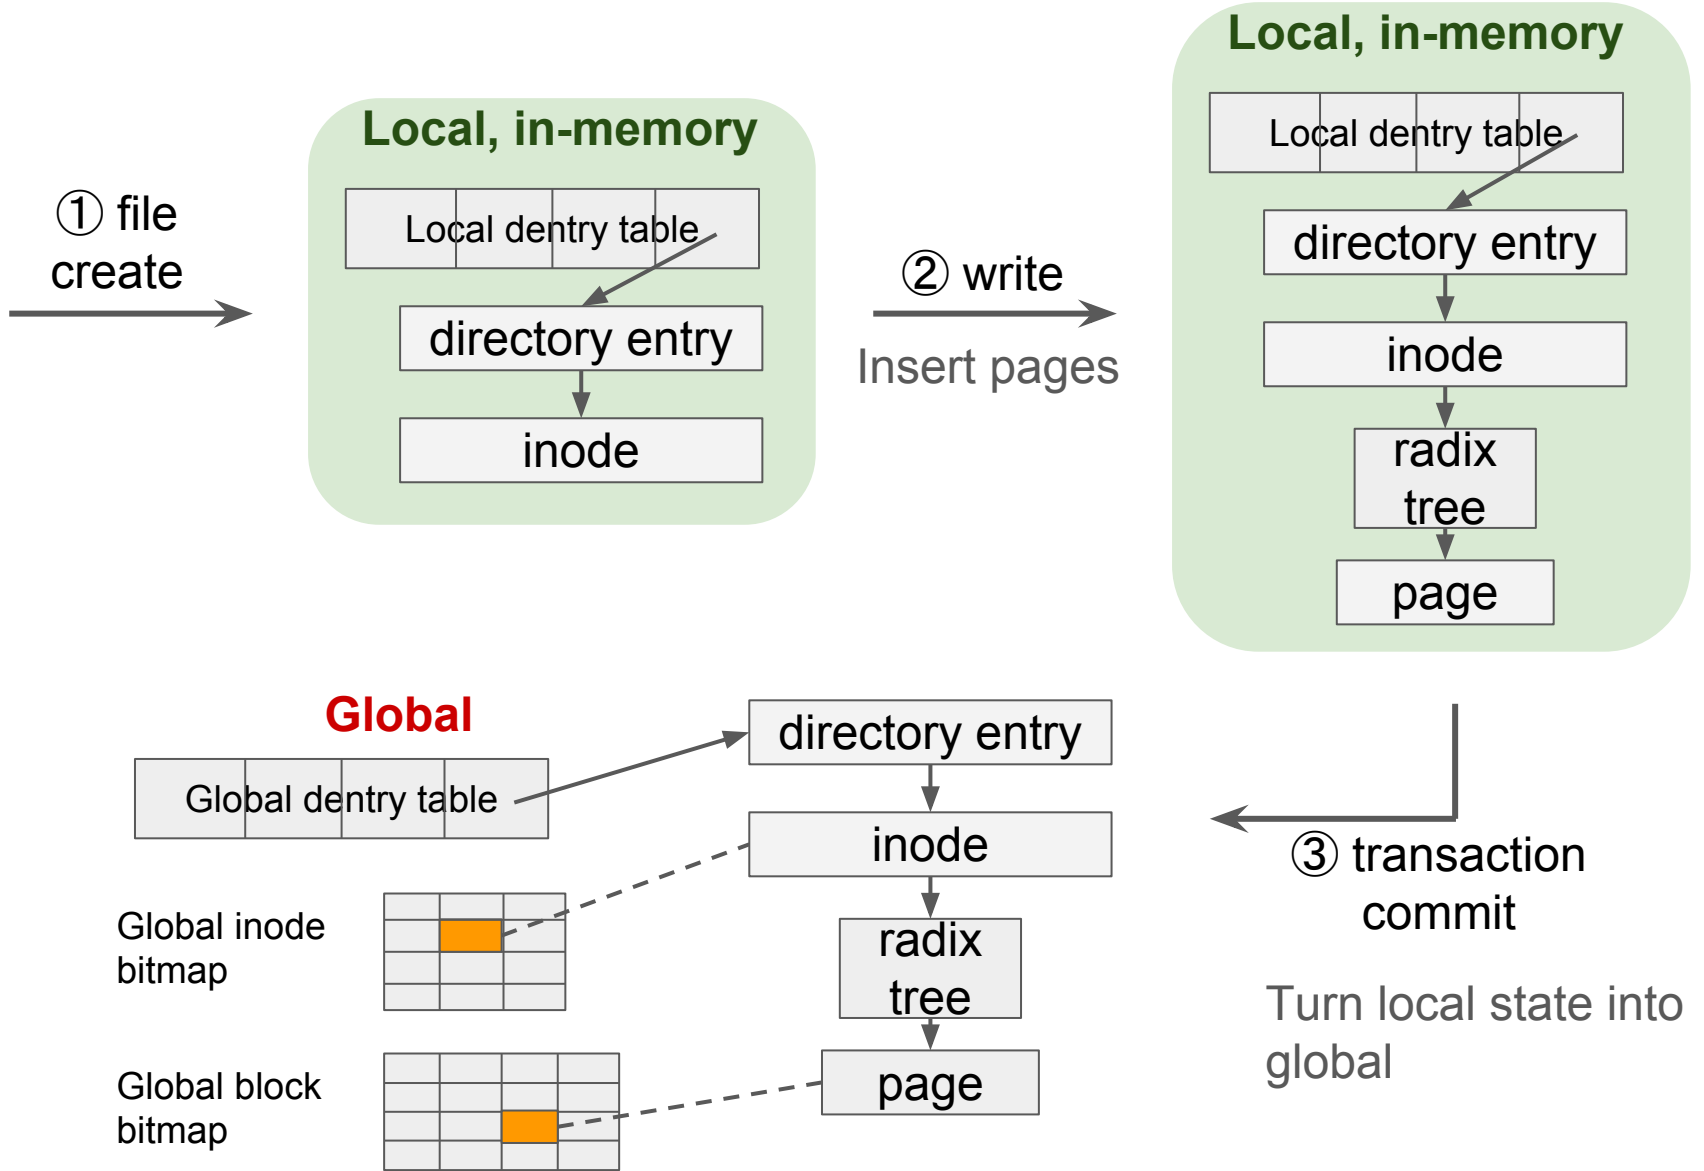 ① file
create
Local, in-memory
Local dentry table
directory entry
inode
② write
Insert pages
Local, in-memory
Local dentry table
directory entry
inode
radix
tree
page
③ transaction
commit
Turn local state into
global
Global
Global dentry table
directory entry
inode
radix
tree
page
Global inode
bitmap
Global block
bitmap